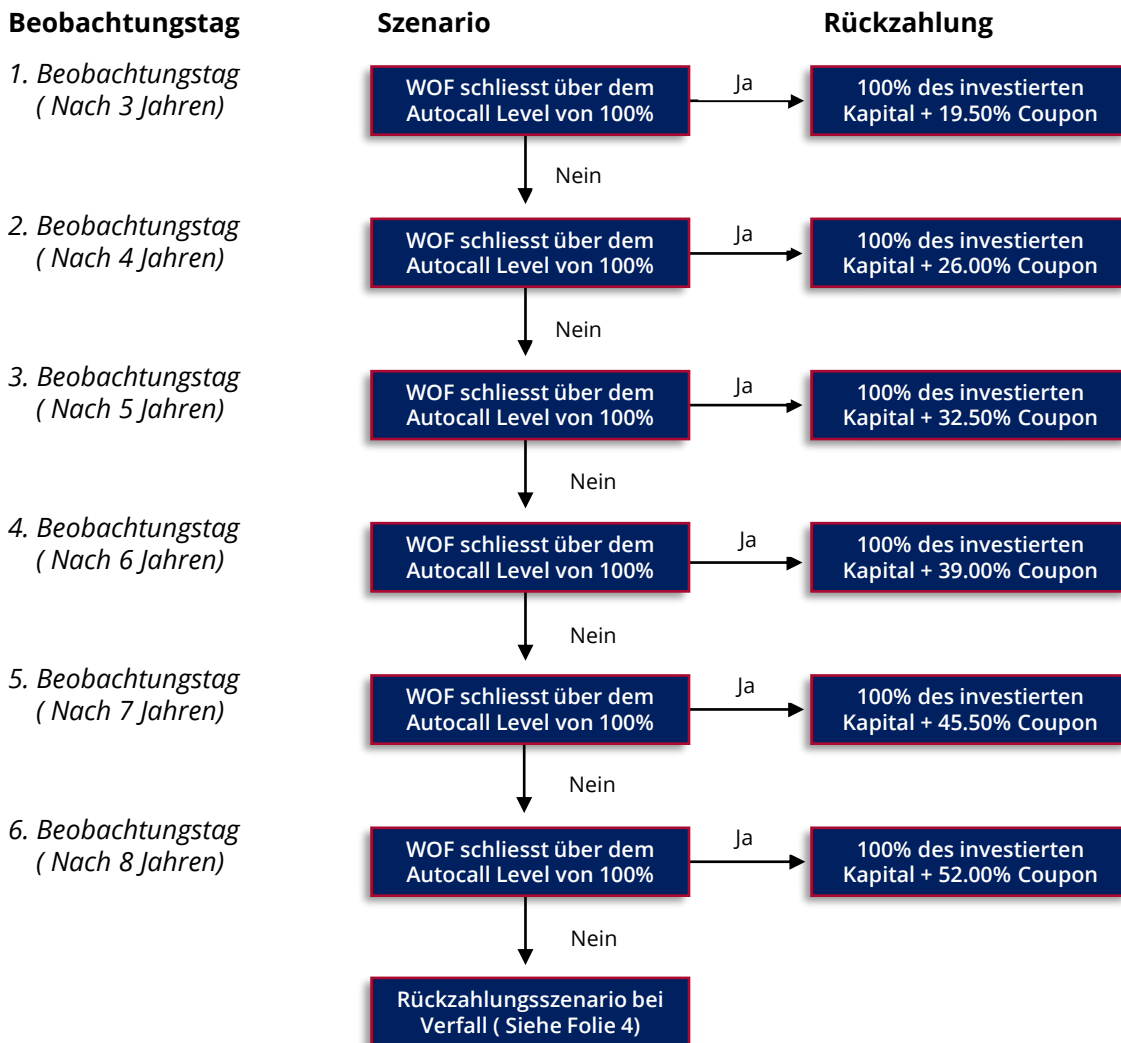 Beobachtungstag
Szenario
Rückzahlung
1. Beobachtungstag
( Nach 3 Jahren)
WOF schliesst über dem
Autocall Level von 100%
Ja
100% des investierten
Kapital + 19.50% Coupon
Nein
2. Beobachtungstag
( Nach 4 Jahren)
WOF schliesst über dem
Autocall Level von 100%
Ja
100% des investierten
Kapital + 26.00% Coupon
Nein
3. Beobachtungstag
( Nach 5 Jahren)
WOF schliesst über dem
Autocall Level von 100%
Ja
100% des investierten
Kapital + 32.50% Coupon
Nein
4. Beobachtungstag
( Nach 6 Jahren)
WOF schliesst über dem
Autocall Level von 100%
Ja
100% des investierten
Kapital + 39.00% Coupon
Nein
5. Beobachtungstag
( Nach 7 Jahren)
WOF schliesst über dem
Autocall Level von 100%
Ja
100% des investierten
Kapital + 45.50% Coupon
Nein
6. Beobachtungstag
( Nach 8 Jahren)
WOF schliesst über dem
Autocall Level von 100%
Ja
100% des investierten
Kapital + 52.00% Coupon
Nein
Rückzahlungsszenario bei
Verfall ( Siehe Folie 4)